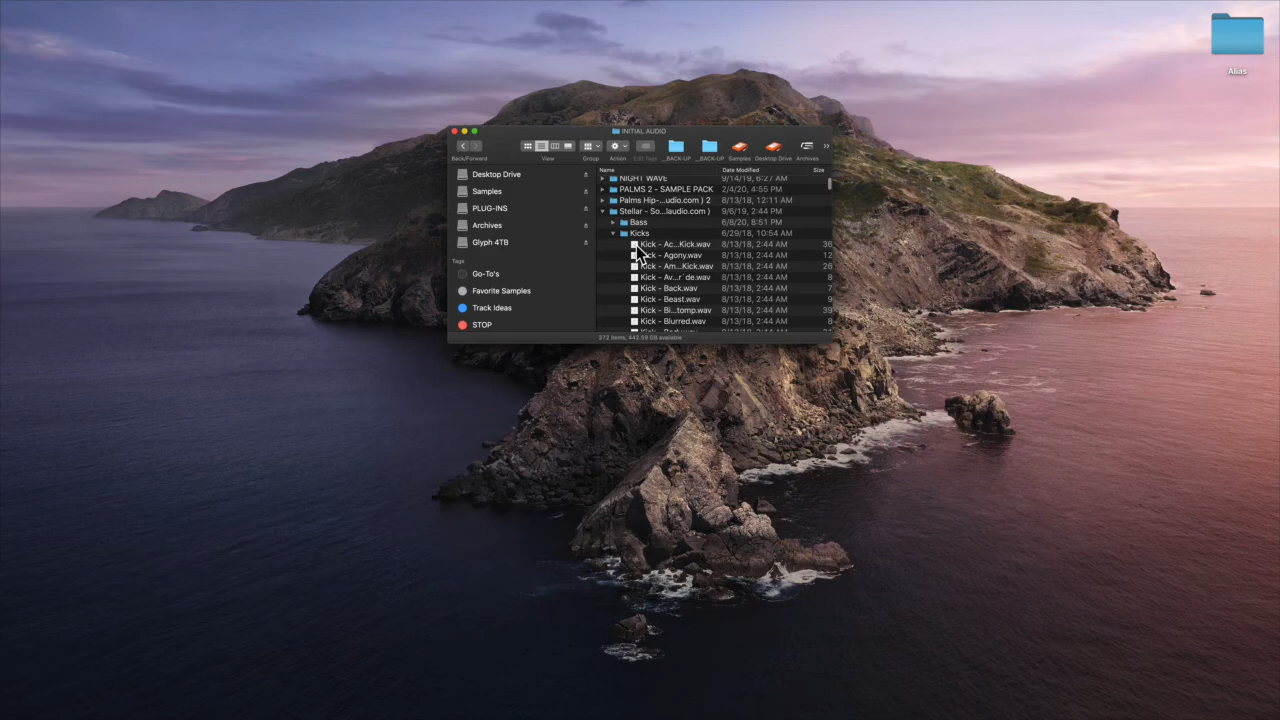 Alias
INITIAL AUDIO
Back/Forward View Group Action Edit Tags __BACK-UP __BACK-UP Samples Desktop Drive Archives
Name Date Modified Size
Desktop Drive
Samples
PLUG-INS
Archives
Glyph 4TB
Tags
Go-To's
Favorite Samples
Track Ideas
STOP
NIGHT WAVE 9/14/19, 6:27 AM
PALMS 2 - SAMPLE PACK 2/4/20, 4:55 PM
Palms Hip-...udio.com ) 2 8/13/18, 12:11 AM
Stellar - So...laudio.com ) 9/6/19, 2:44 PM
Bass 6/8/20, 8:51 PM
Kicks 6/29/18, 10:54 AM
Kick - Ac...Kick.wav 8/13/18, 2:44 AM 36
Kick - Agony.wav 8/13/18, 2:44 AM 12
Kick - Am...Kick.wav 8/13/18, 2:44 AM 26
Kick - Av...r¨de.wav 8/13/18, 2:44 AM 8
Kick - Back.wav 8/13/18, 2:44 AM 7
Kick - Beast.wav 8/13/18, 2:44 AM 9
Kick - Bi...tomp.wav 8/13/18, 2:44 AM 39
Kick - Blurred.wav 8/13/18, 2:44 AM 8
372 items, 442.59 GB available